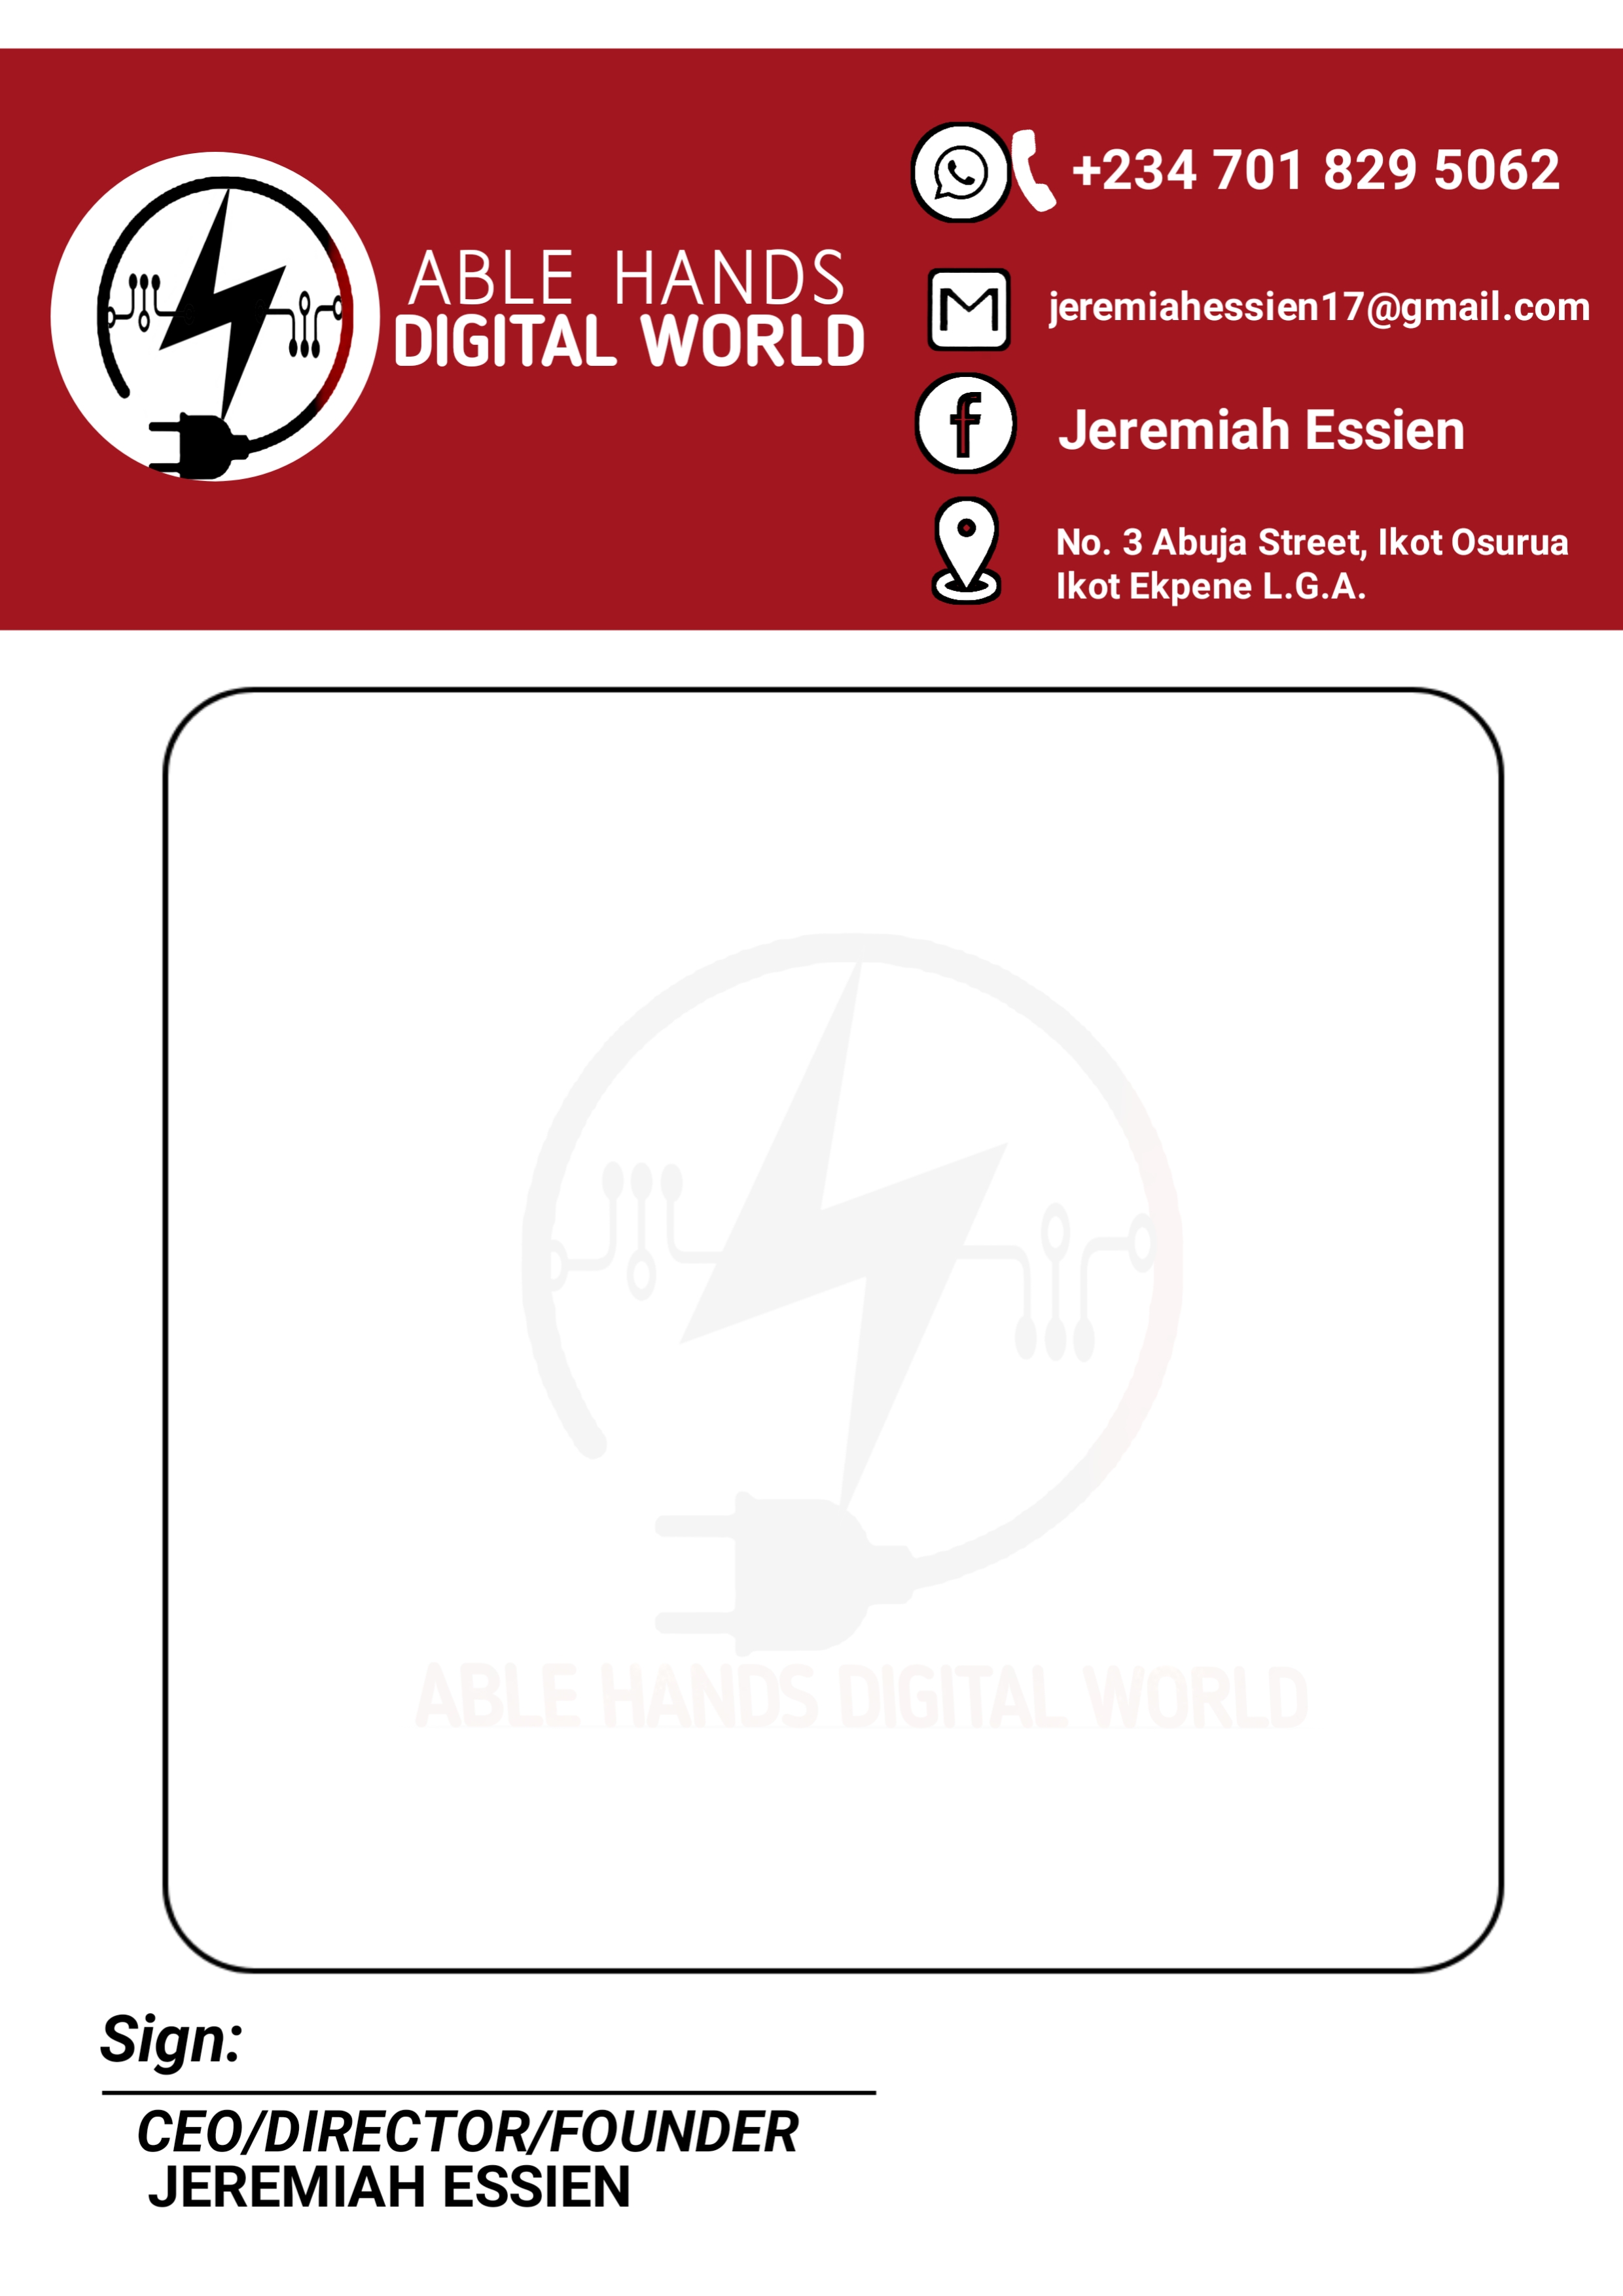 ABLE HANDS
DIGITAL WORLD
+234 701 829 5062
jeremiahessien17@gmail.com
Jeremiah Essien
No. 3 Abuja Street, Ikot Osurua
Ikot Ekpene L.G.A.
ABLE HANDS DIGITAL WORLD
Sign:
CEO/DIRECTOR/FOUNDER
JEREMIAH ESSIEN